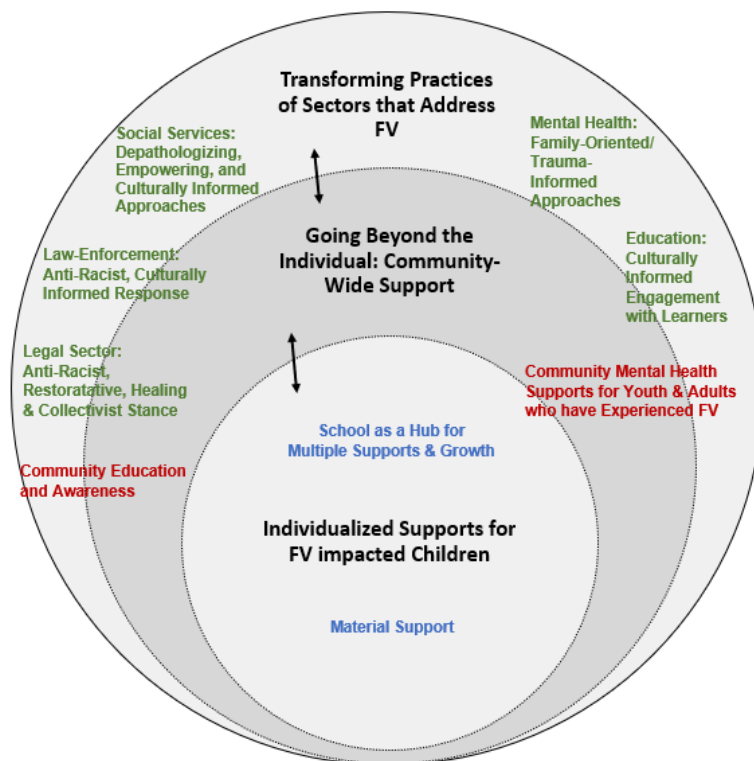 Transforming Practices
of Sectors that Address
FV
Social Services:
Depathologizing,
Empowering, and
Culturally Informed
Approaches
Mental Health:
Family-Oriented/
Trauma-
Informed
Approaches
Going Beyond the
Individual: Community-
Wide Support
Law-Enforcement:
Anti-Racist, Culturally
Informed Response
Education:
Culturally
Informed
Engagement
with Learners
Legal Sector:
Anti-Racist,
Restoratative, Healing
& Collectivist Stance
Community Mental Health
Supports for Youth & Adults
who have Experienced FV
School as a Hub for
Multiple Supports & Growth
Community Education
and Awareness
Individualized Supports for
FV impacted Children
Material Support